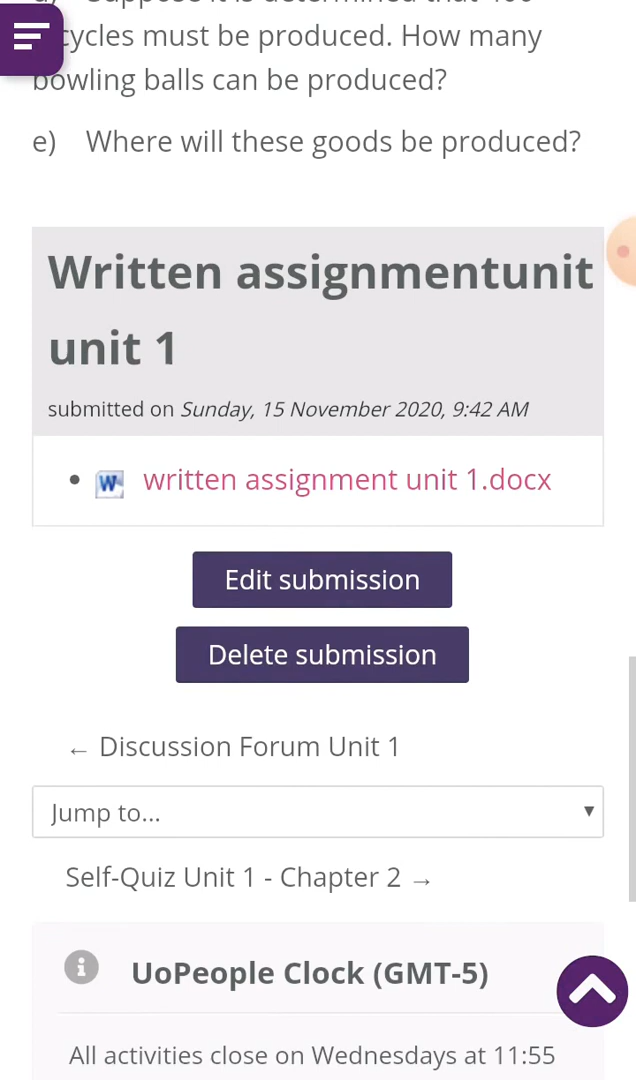 cycles must be produced. How many
bowling balls can be produced?
e) Where will these goods be produced?
Written assignmentunit
unit 1
submitted on Sunday, 15 November 2020, 9:42 AM
• written assignment unit 1.docx
Edit submission
Delete submission
← Discussion Forum Unit 1
Jump to...
Self-Quiz Unit 1 - Chapter 2 →
UoPeople Clock (GMT-5)
All activities close on Wednesdays at 11:55